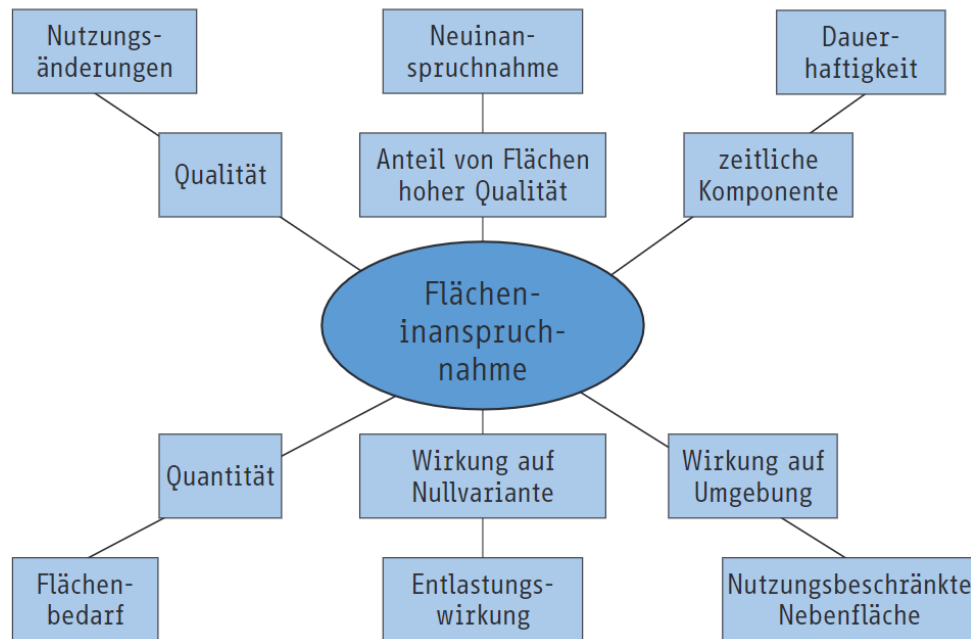 Nutzungs-
änderungen
Neuinan-
spruchnahme
Dauer-
haftigkeit
Qualität
Anteil von Flächen
hoher Qualität
zeitliche
Komponente
Flächen-
inanspruch-
nahme
Quantität
Wirkung auf
Nullvariante
Wirkung auf
Umgebung
Flächen-
bedarf
Entlastungs-
wirkung
Nutzungsbeschränkte
Nebenfläche